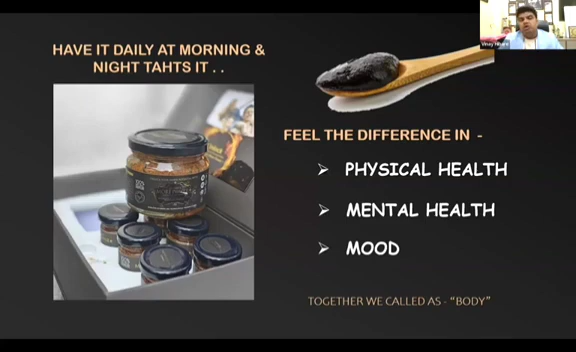 HAVE IT DAILY AT MORNING &
NIGHT TAHTS IT . .
FEEL THE DIFFERENCE IN -
PHYSICAL HEALTH
MENTAL HEALTH
MOOD
TOGETHER WE CALLED AS - “BODY”